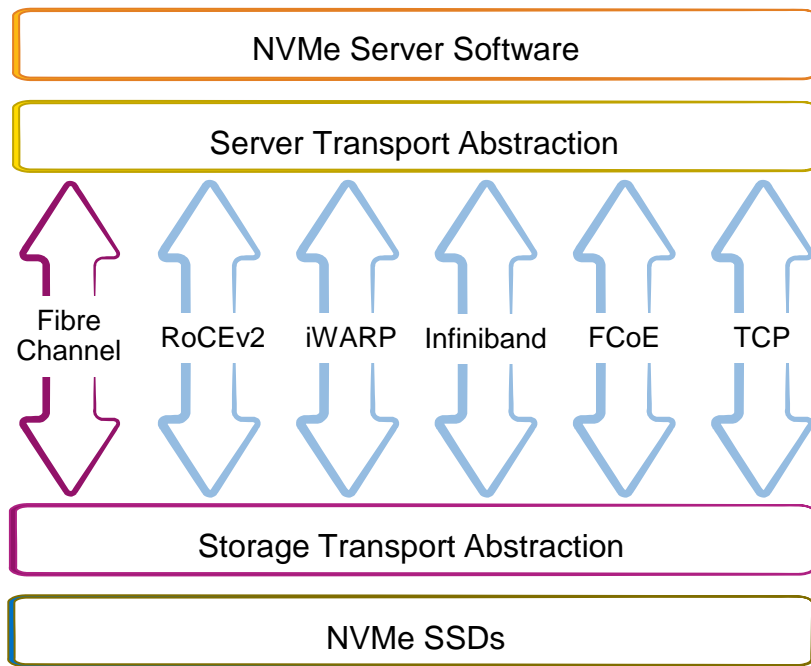 NVMe Server Software
Server Transport Abstraction
Fibre
Channel
RoCEv2
iWARP
Infiniband
FCoE
TCP
Storage Transport Abstraction
NVMe SSDs